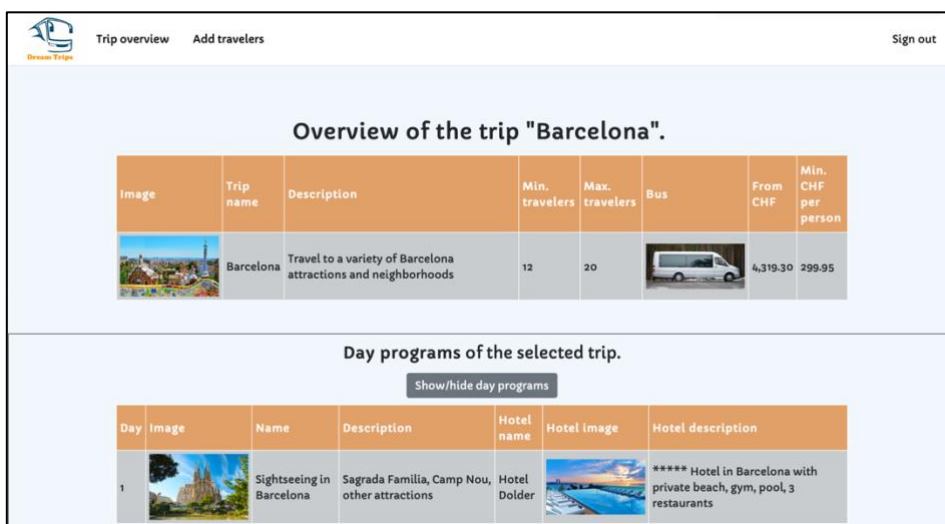 Trip overview Add travelers Sign out
Dream Trips
Overview of the trip "Barcelona".
Image Trip name Description Min. travelers Max. travelers Bus From CHF Min. CHF per person
Barcelona Travel to a variety of Barcelona attractions and neighborhoods 12 20 4,319.30 299.95
Day programs of the selected trip.
Show/hide day programs
Day Image Name Description Hotel name Hotel image Hotel description
1 Sightseeing in Barcelona Sagrada Familia, Camp Nou, other attractions Hotel Dolder ***** Hotel in Barcelona with private beach, gym, pool, 3 restaurants